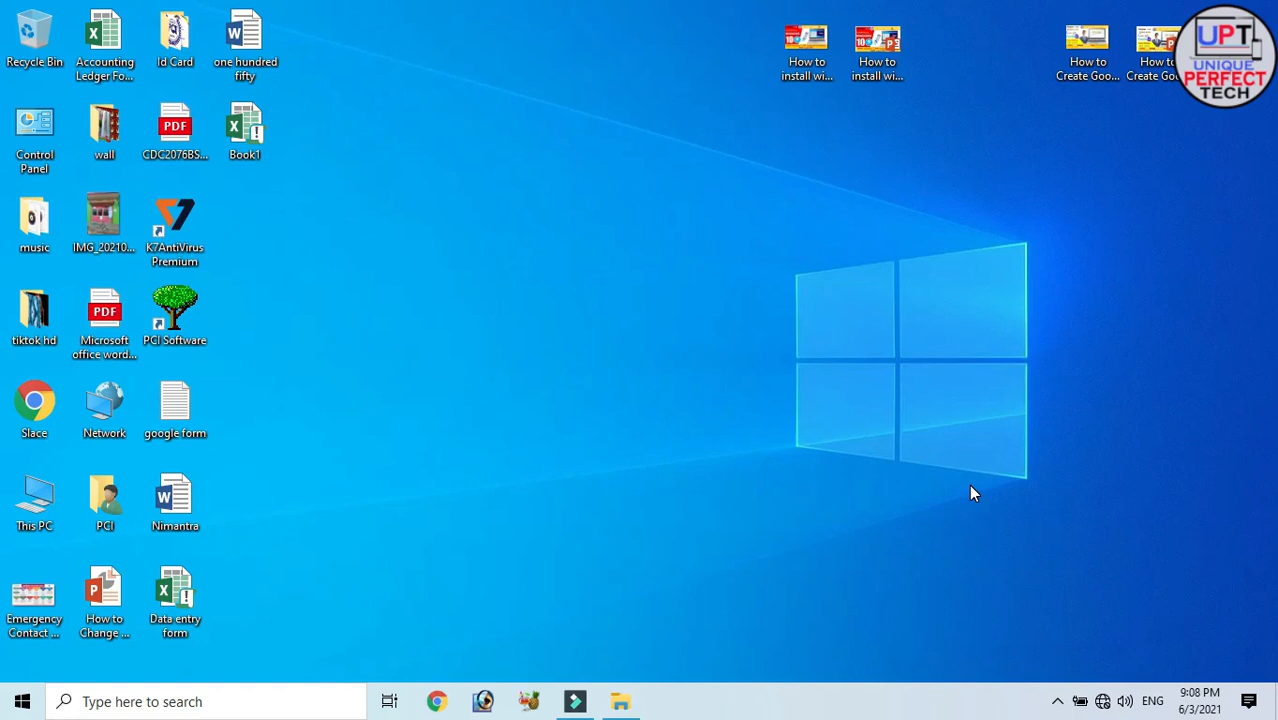 Recycle Bin
Accounting
Ledger Fo...
Id Card
one hundred
fifty
How to
install wi...
How to
install wi...
How to
Create Goo...
How to
Create Goo...
UPT
UNIQUE
PERFECT
TECH
Control
Panel
wall
PDF
CDC2076BS...
Book1
music
IMG_20210...
K7AntiVirus
Premium
tiktok hd
PDF
Microsoft
office word...
PCI Software
Slace
Network
google form
This PC
PCI
Nimantra
Emergency
Contact ...
How to
Change ...
Data entry
form
Type here to search
ENG
9:08 PM
6/3/2021